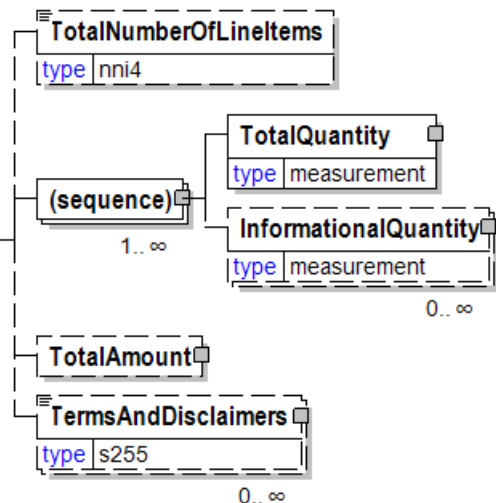 TotalNumberOfLineItems
type nni4
TotalQuantity
type measurement
(sequence)
1.. ∞
InformationalQuantity
type measurement
0.. ∞
TotalAmount
TermsAndDisclaimers
type s255
0.. ∞